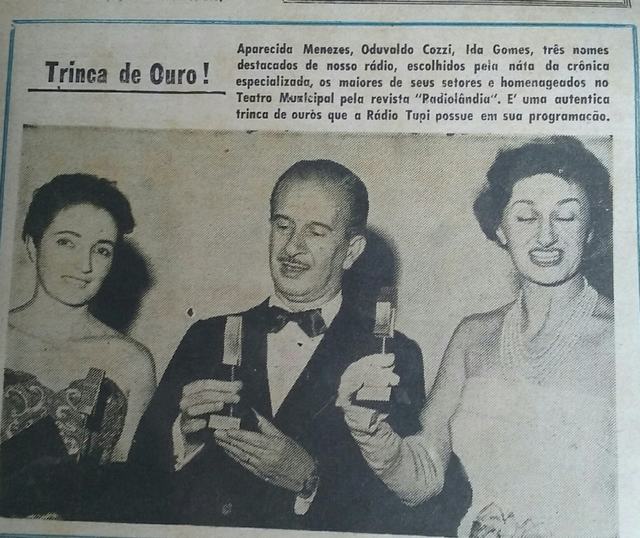 Trinca de Ouro!
Aparecida Menezes, Oduvaldo Cozzi, Ida Gomes, três nomes
destacados de nosso rádio, escolhidos pela náta da crônica
especializada, os maiores de seus setores e homenageados no
Teatro Municipal pela revista "Radiolândia". E' uma autentica
trinca de ouros que a Rádio Tupi possue em sua programação.